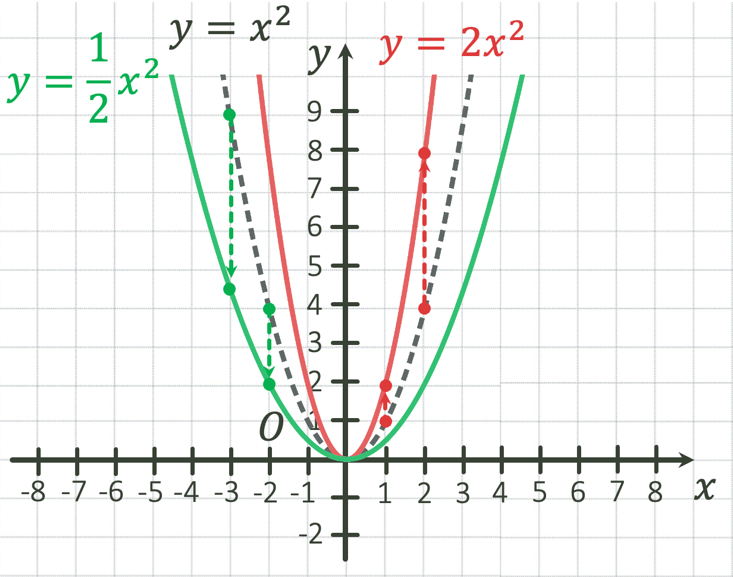 y = x²
y = 2x²
y = \frac{1}{2}x²
y
9
8
7
6
5
4
3
2
1
O
-8 -7 -6 -5 -4 -3 -2 -1 1 2 3 4 5 6 7 8 x
-2